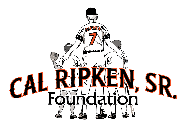 7
CAL RIPKEN, SR.
Foundation